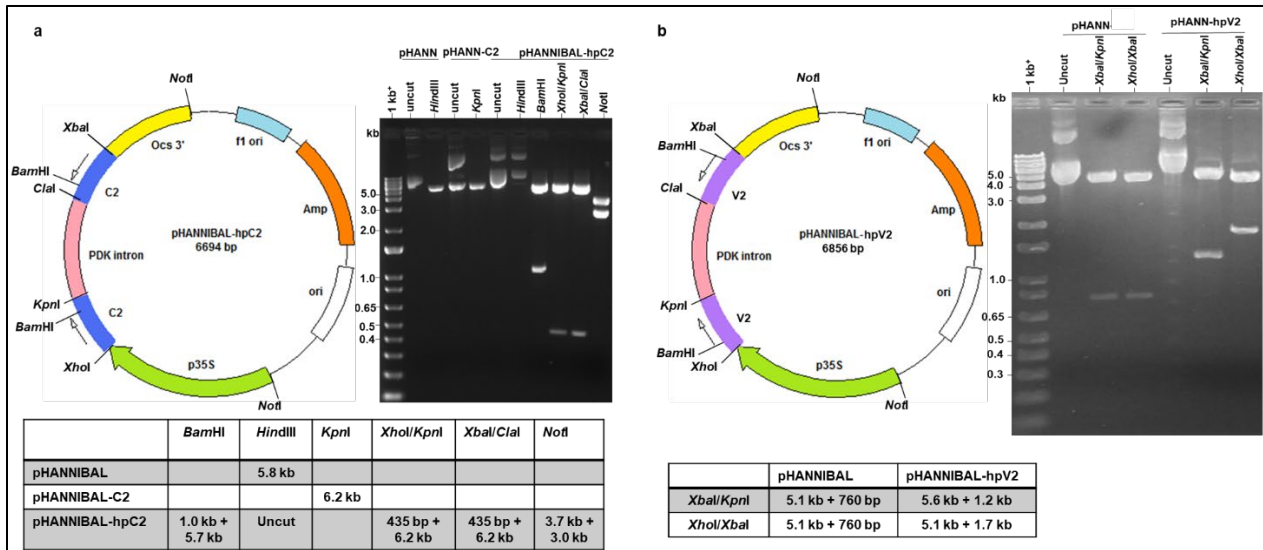 a
pHANN pHANN-C2 pHANNIBAL-hpC2
1 kb⁺ uncut HindIII uncut KpnI uncut HindIII BamHI XhoI/KpnI XbaI/ClaI NotI
kb
5.0
3.0
2.0
1.0
0.65
0.5
0.4
NotI
XbaI
BamHI
ClaI
C2
Ocs 3'
f1 ori
Amp
pHANNIBAL-hpC2
6694 bp
PDK intron
ori
KpnI
BamHI
C2
XhoI
p35S
NotI
BamHI HindIII KpnI XhoI/KpnI XbaI/ClaI NotI
pHANNIBAL 5.8 kb
pHANNIBAL-C2 6.2 kb
pHANNIBAL-hpC2 1.0 kb + 5.7 kb Uncut 435 bp + 6.2 kb 435 bp + 6.2 kb 3.7 kb + 3.0 kb
b
pHANN- pHANN-hpV2
1 kb⁺ Uncut XbaI/KpnI XhoI/XbaI Uncut XbaI/KpnI XhoI/XbaI
kb
5.0
4.0
3.0
1.0
0.65
0.5
0.4
0.3
NotI
XbaI
BamHI
ClaI
V2
Ocs 3'
f1 ori
Amp
pHANNIBAL-hpV2
6856 bp
PDK intron
ori
KpnI
V2
BamHI
XhoI
p35S
NotI
pHANNIBAL pHANNIBAL-hpV2
XbaI/KpnI 5.1 kb + 760 bp 5.6 kb + 1.2 kb
XhoI/XbaI 5.1 kb + 760 bp 5.1 kb + 1.7 kb